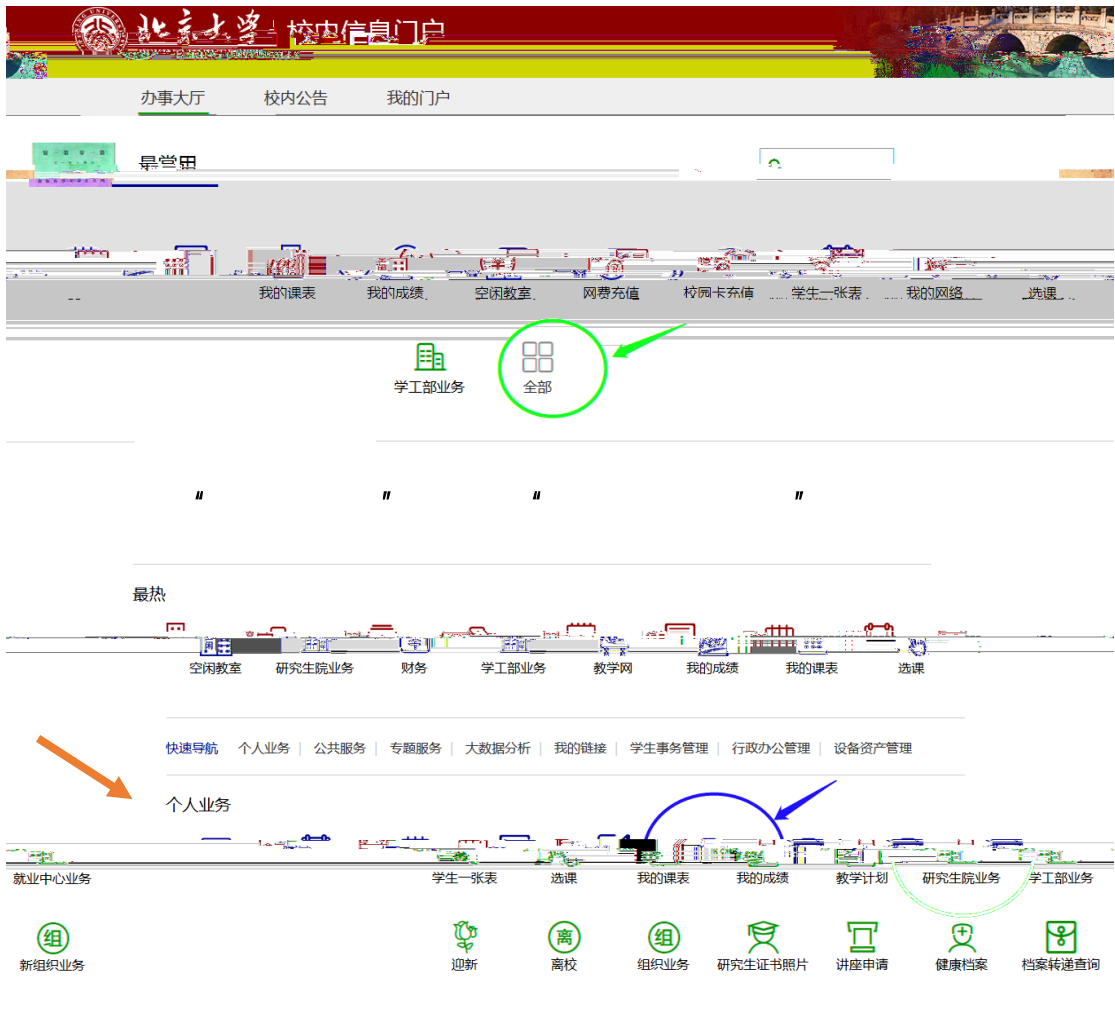 北京大学 校内信息门户
办事大厅 校内公告 我的门户
最常用
我的课表 我的成绩 空闲教室 网费充值 校园卡充值 学生一张表 我的网络 选课
学工部业务 全部
" " " "
最热
空闲教室 研究生院业务 财务 学工部业务 教学网 我的成绩 我的课表 选课
快速导航 个人业务 | 公共服务 | 专题服务 | 大数据分析 | 我的链接 | 学生事务管理 | 行政办公管理 | 设备资产管理
个人业务
就业中心业务 学生一张表 选课 我的课表 我的成绩 教学计划 研究生院业务 学工部业务
组 离 组
新组织业务 迎新 离校 组织业务 研究生证书照片 讲座申请 健康档案 档案转递查询